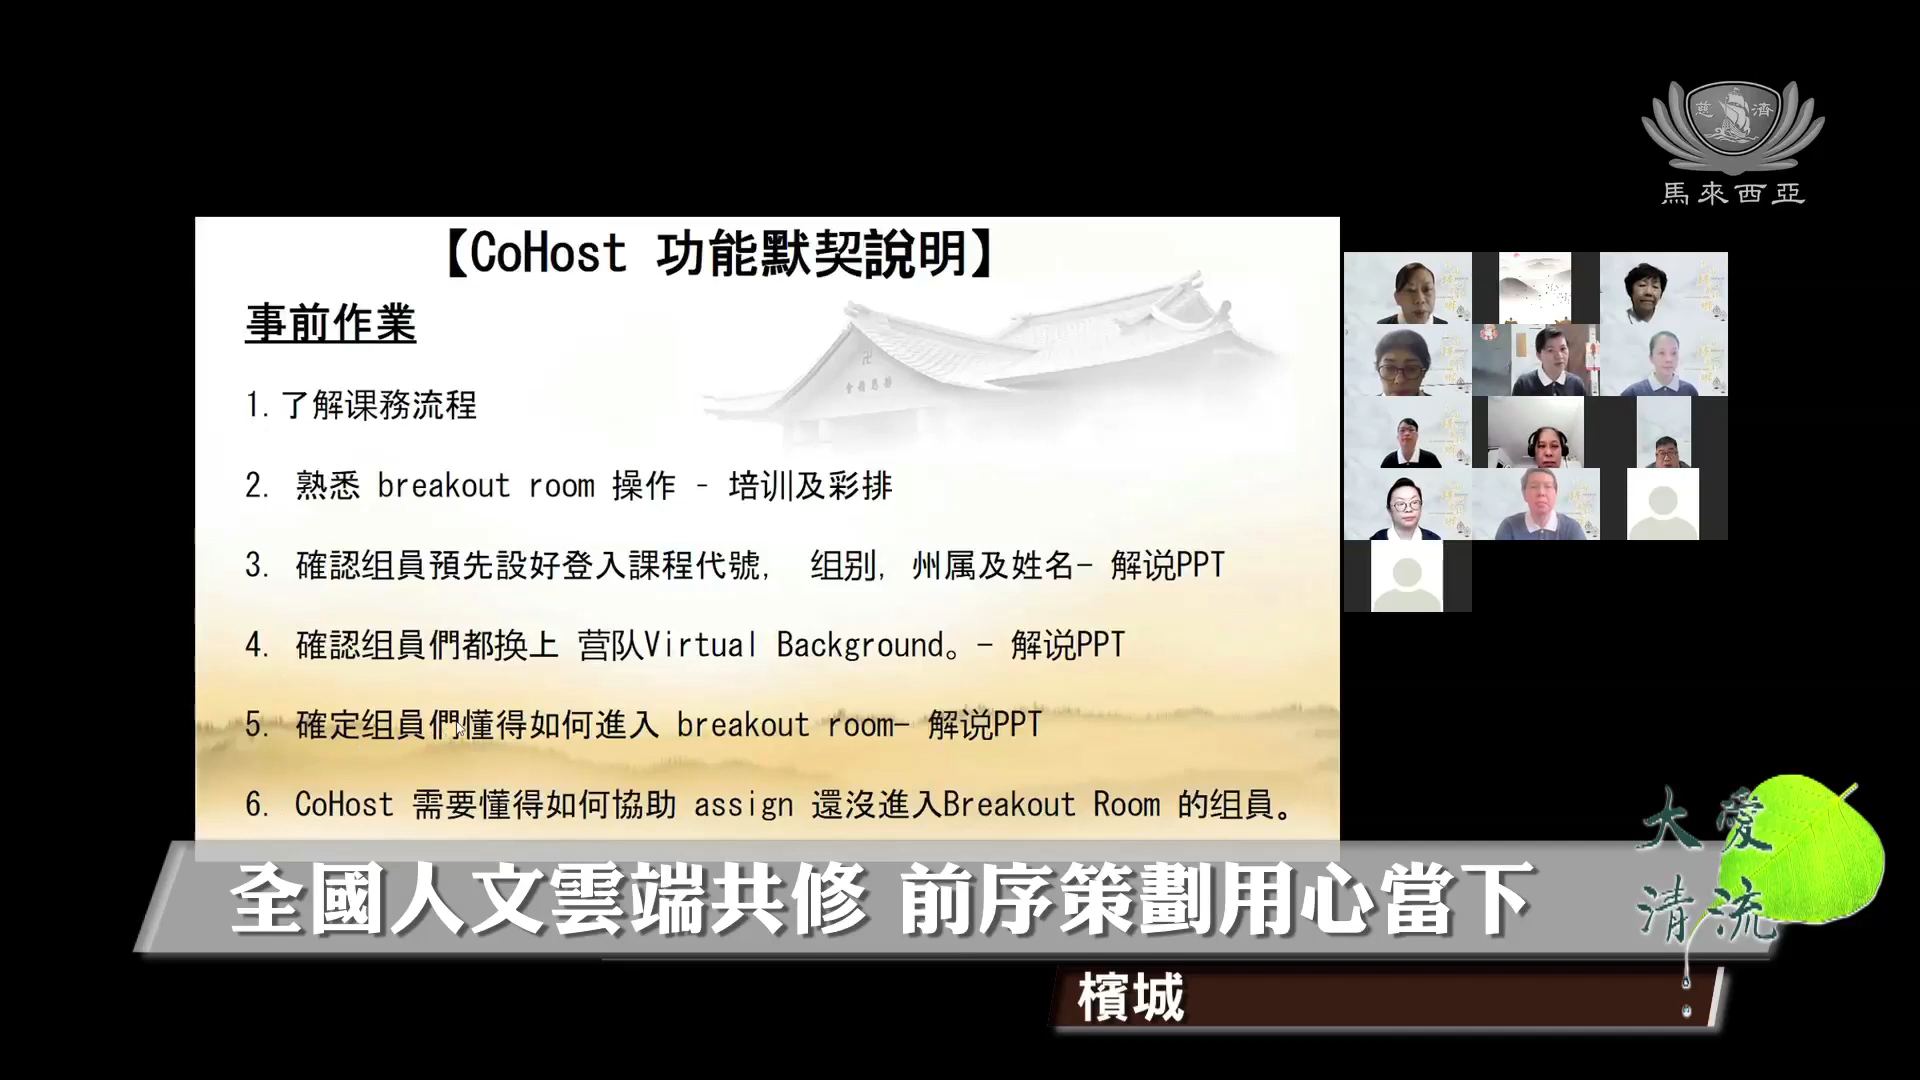 慈濟
馬來西亞
【CoHost 功能默契說明】
事前作業
1. 了解课務流程
2. 熟悉 breakout room 操作 - 培训及彩排
3. 確認组員預先設好登入課程代號, 组别, 州属及姓名- 解说PPT
4. 確認组員們都换上 营队Virtual Background。- 解说PPT
5. 確定组員們懂得如何進入 breakout room- 解说PPT
6. CoHost 需要懂得如何協助 assign 還沒進入Breakout Room 的组員。
全國人文雲端共修 前序策劃用心當下
大愛
清流
檳城